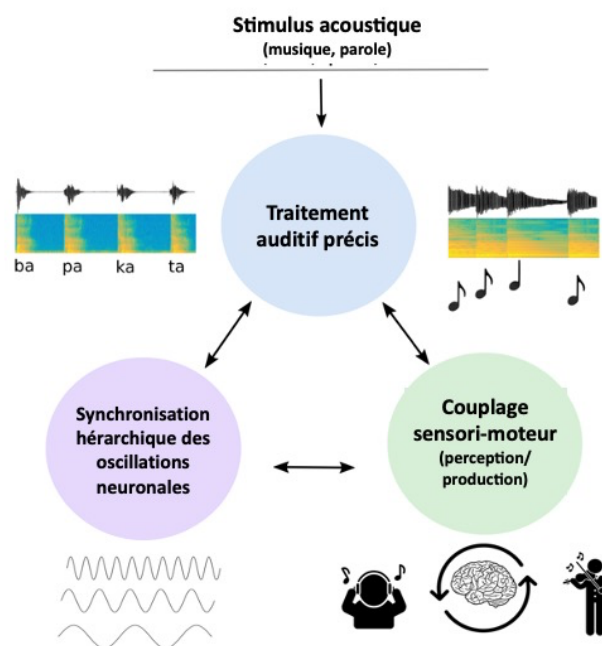 Stimulus acoustique
(musique, parole)
Traitement
auditif précis
ba pa ka ta
Synchronisation
hérarchique des
oscillations
neuronales
Couplage
sensori-moteur
(perception/
production)